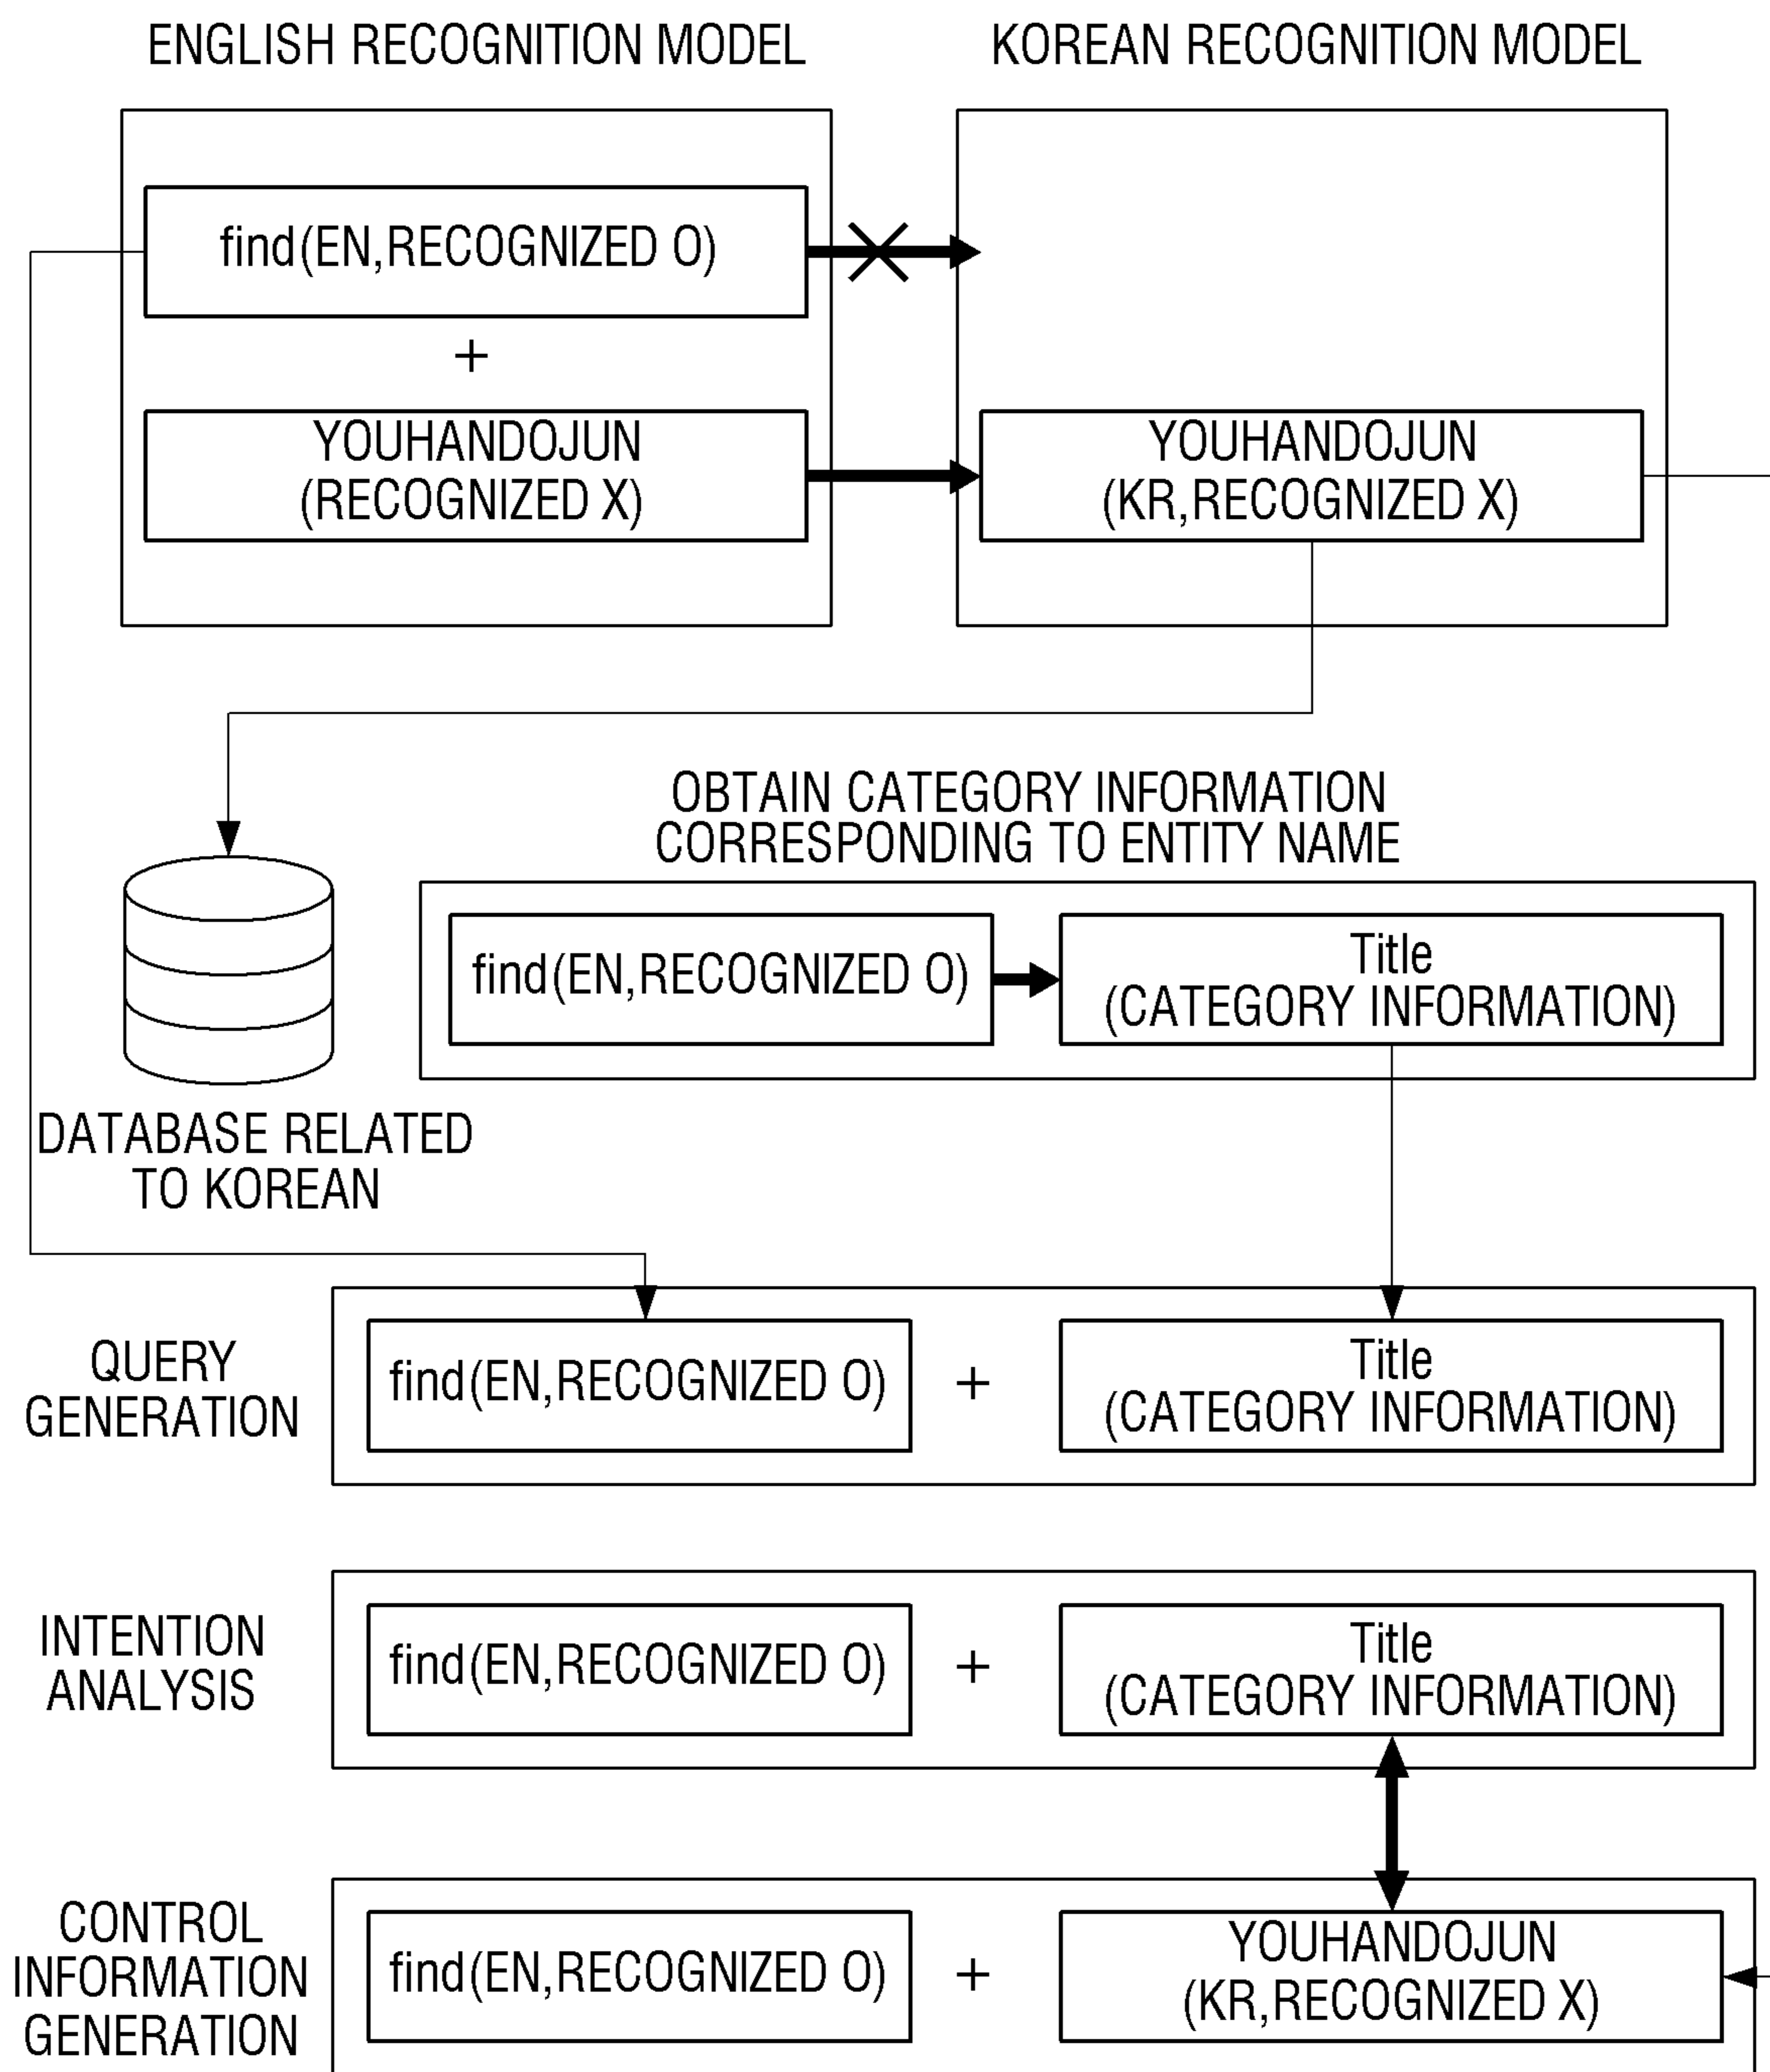 ENGLISH RECOGNITION MODEL
KOREAN RECOGNITION MODEL
find(EN,RECOGNIZED O)
+
YOUHANDOJUN
(RECOGNIZED X)
YOUHANDOJUN
(KR,RECOGNIZED X)
OBTAIN CATEGORY INFORMATION
CORRESPONDING TO ENTITY NAME
find(EN,RECOGNIZED O)
Title
(CATEGORY INFORMATION)
DATABASE RELATED
TO KOREAN
QUERY
GENERATION
find(EN,RECOGNIZED O)
+
Title
(CATEGORY INFORMATION)
INTENTION
ANALYSIS
find(EN,RECOGNIZED O)
+
Title
(CATEGORY INFORMATION)
CONTROL
INFORMATION
GENERATION
find(EN,RECOGNIZED O)
+
YOUHANDOJUN
(KR,RECOGNIZED X)